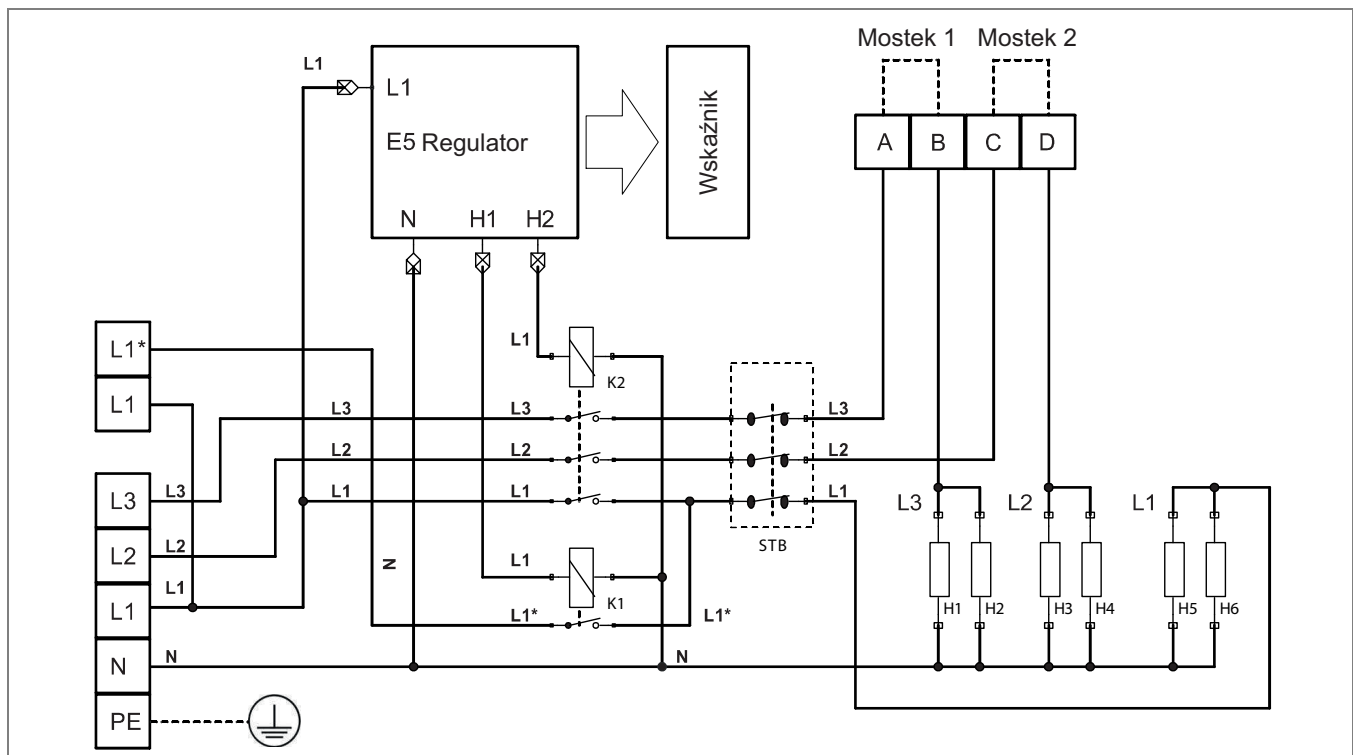 Mostek 1 Mostek 2
L1
L1
E5 Regulator
Wskaźnik
A B C D
N H1 H2
L1*
L1
L1
K2
L3 L3 L3
L2 L2 L2
L3 L3
L1 L1 L1
L3 L2 L1
STB
L2 L2
N
L1
L1 L1
K1
H1 H2 H3 H4 H5 H6
L1* L1*
N N N
PE